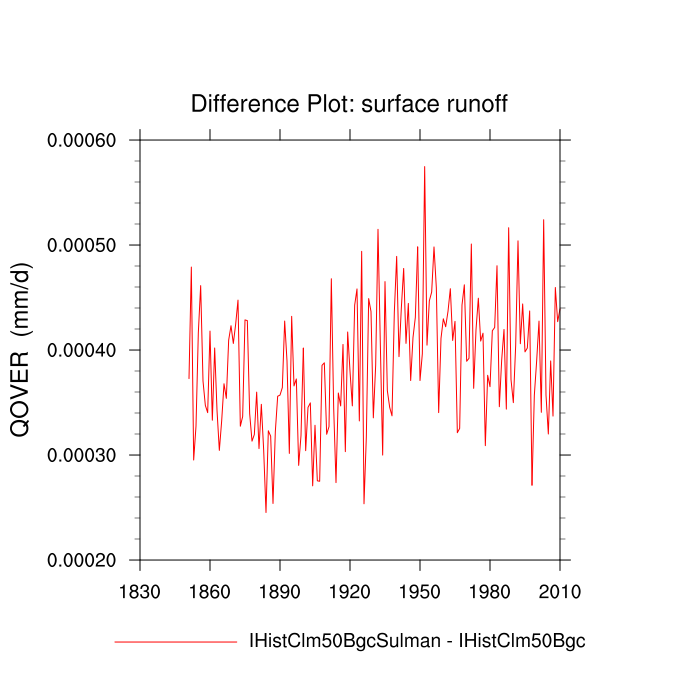 Difference Plot: surface runoff
0.00060
0.00050
0.00040
0.00030
0.00020
QOVER (mm/d)
1830 1860 1890 1920 1950 1980 2010
IHistClm50BgcSulman - IHistClm50Bgc